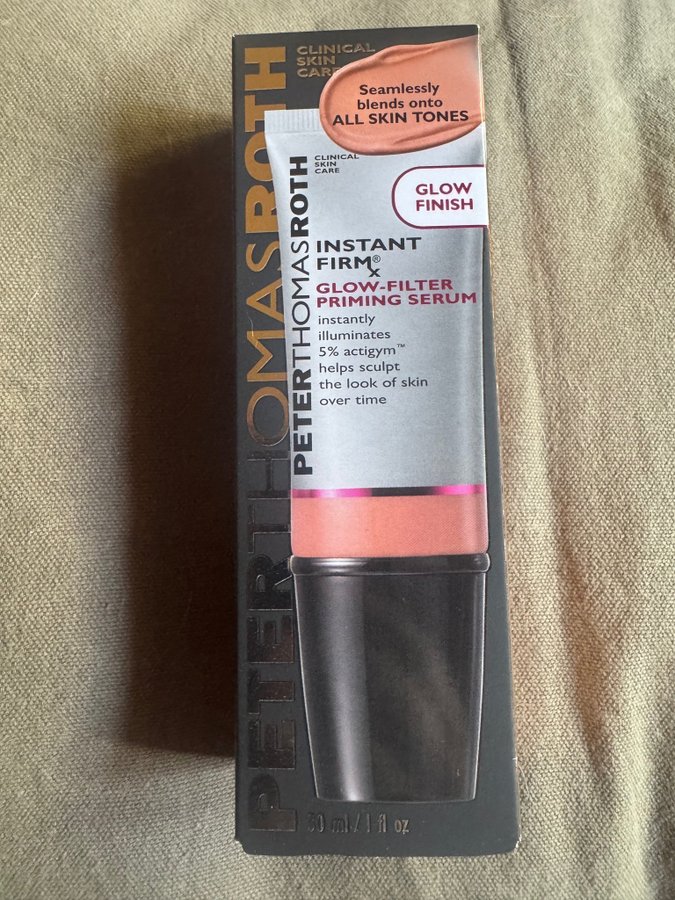 PETERTHOMASROTH
CLINICAL
SKIN
CARE
Seamlessly
blends onto
ALL SKIN TONES
GLOW
FINISH
PETERTHOMASROTH
CLINICAL
SKIN
CARE
INSTANT
FIRMx®
GLOW-FILTER
PRIMING SERUM
instantly
illuminates
5% actigym™
helps sculpt
the look of skin
over time
30 ml / 1 fl oz